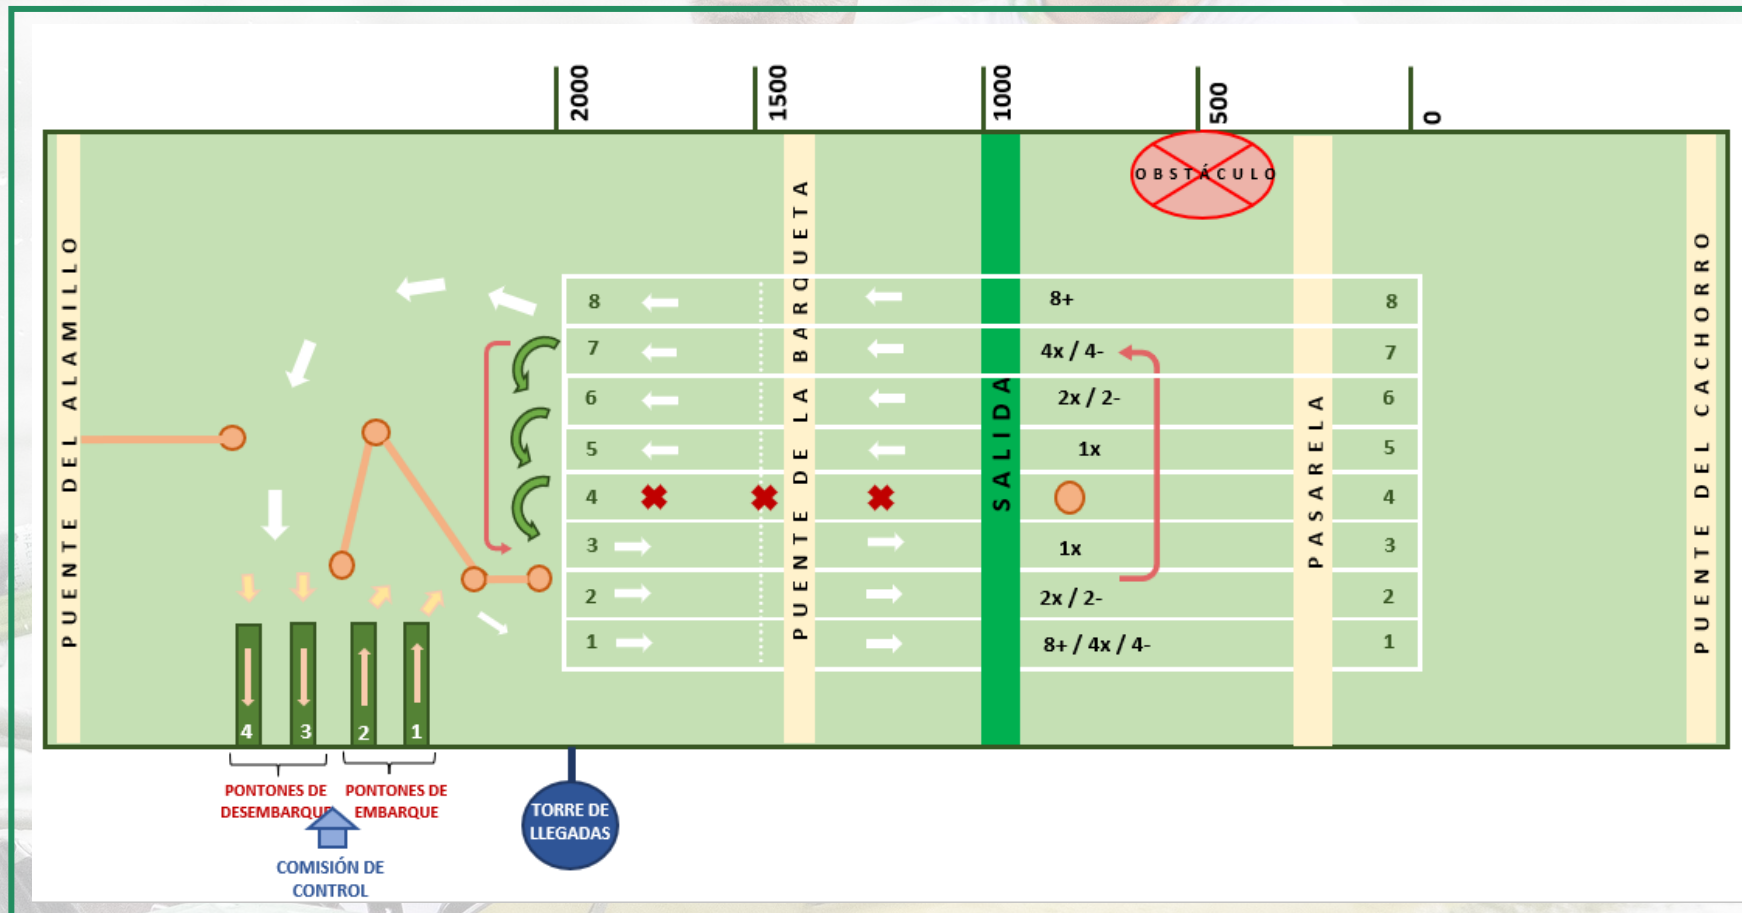 2000
1500
1000
500
0
OBSTÁCULO
PUENTE DEL ALAMILLO
PUENTE DE LA BARQUETA
SALIDA
PASARELA
PUENTE DEL CACHORRO
8 8+ 8
7 4x / 4- 7
6 2x / 2- 6
5 1x 5
4 4
3 1x 3
2 2x / 2- 2
1 8+ / 4x / 4- 1
4 3 2 1
PONTONES DE
DESEMBARQUE
PONTONES DE
EMBARQUE
TORRE DE
LLEGADAS
COMISIÓN DE
CONTROL